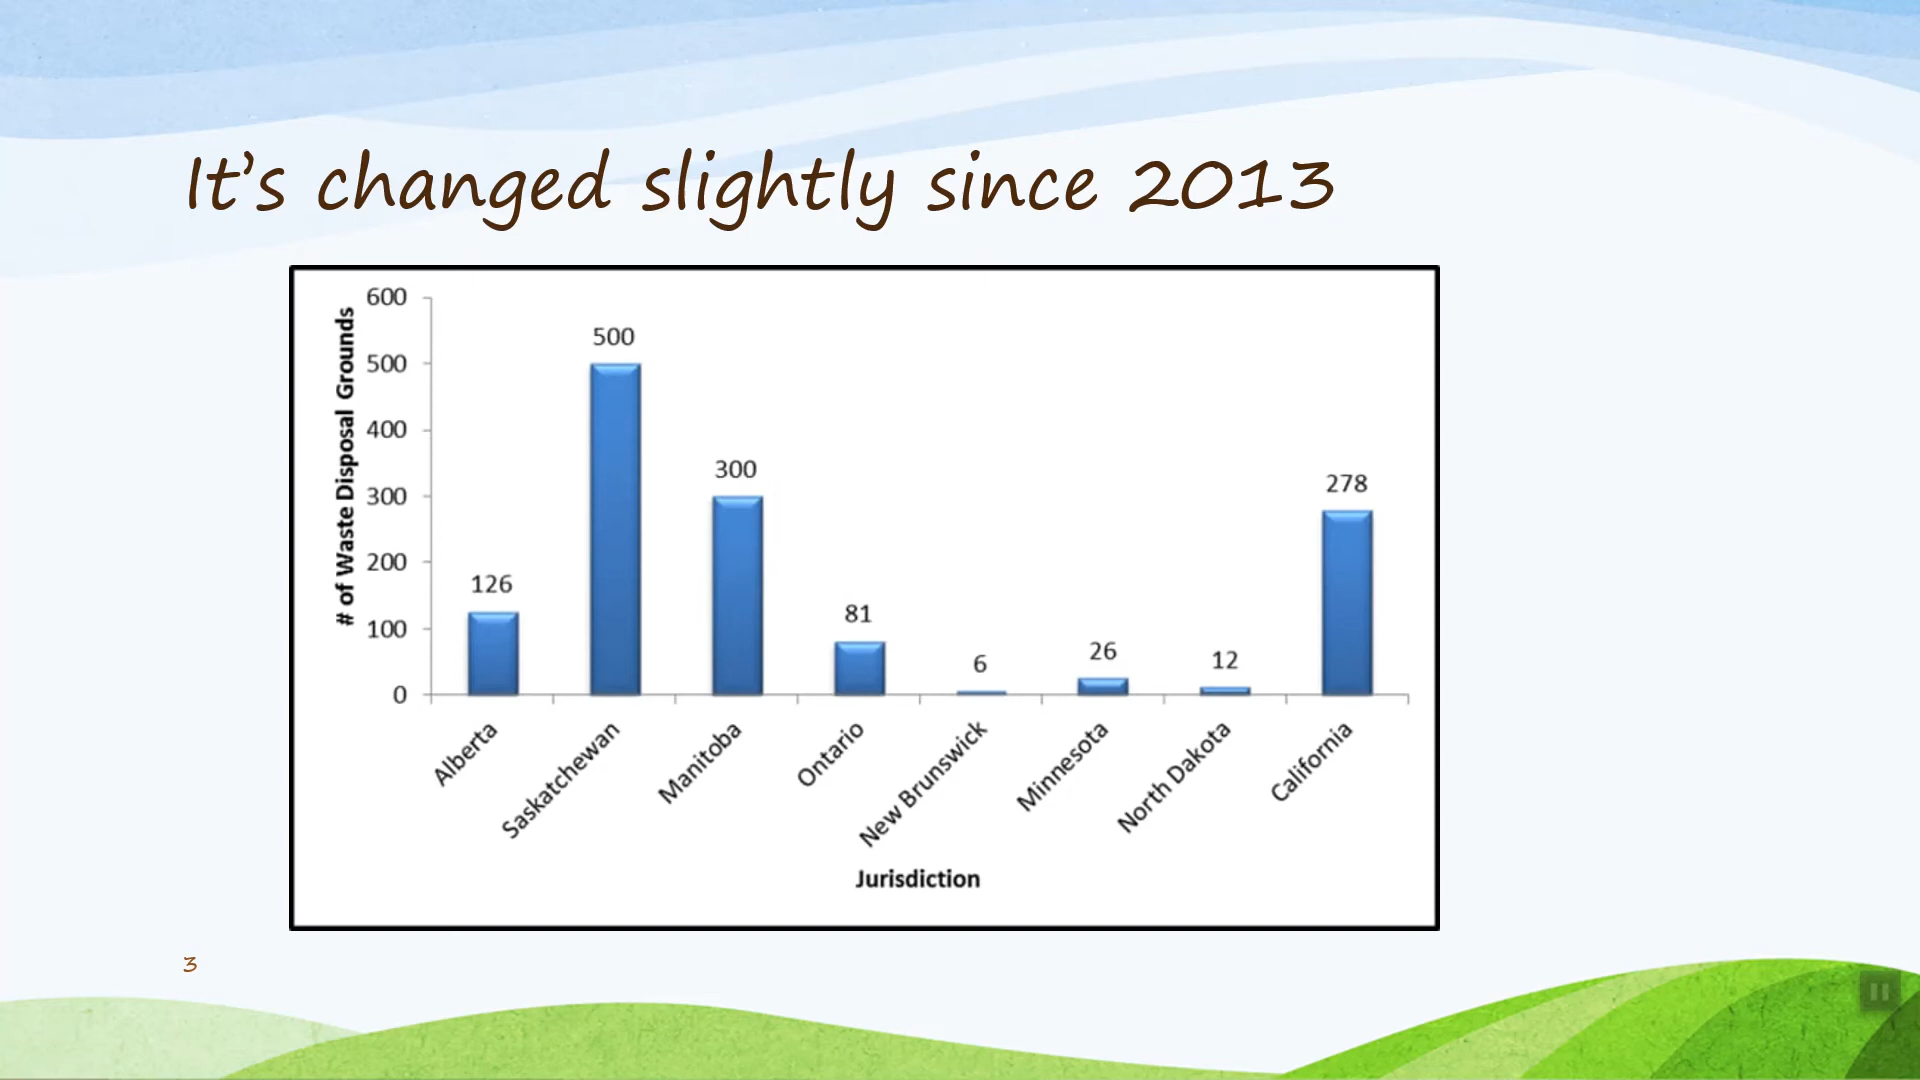 It's changed slightly since 2013
# of Waste Disposal Grounds
600
500
400
300
200
100
0
126
500
300
81
6
26
12
278
Alberta
Saskatchewan
Manitoba
Ontario
New Brunswick
Minnesota
North Dakota
California
Jurisdiction
3